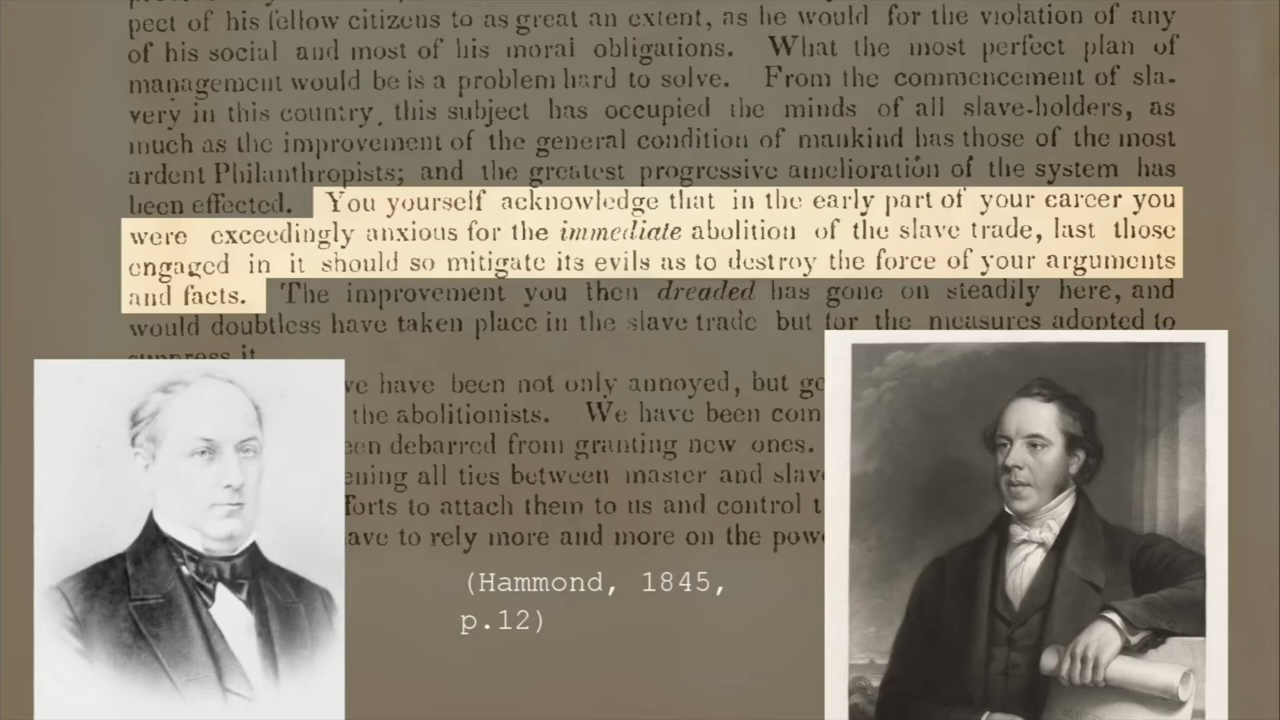 pect of his fellow citizens to as great an extent, as he would for the violation of any
of his social and most of his moral obligations. What the most perfect plan of
management would be is a problem hard to solve. From the commencement of sla-
very in this country, this subject has occupied the minds of all slave-holders, as
much as the improvement of the general condition of mankind has those of the most
ardent Philanthropists; and the greatest progressive amelioration of the system has
been effected. You yourself acknowledge that in the early part of your career you
were exceedingly anxious for the immediate abolition of the slave trade, last those
engaged in it should so mitigate its evils as to destroy the force of your arguments
and facts. The improvement you then dreaded has gone on steadily here, and
would doubtless have taken place in the slave trade but for the measures adopted to
suppress it
ve have been not only annoyed, but go
the abolitionists. We have been com
een debarred from granting new ones.
ening all ties between master and slav
forts to attach them to us and control t
ave to rely more and more on the pow
(Hammond, 1845,
p.12)